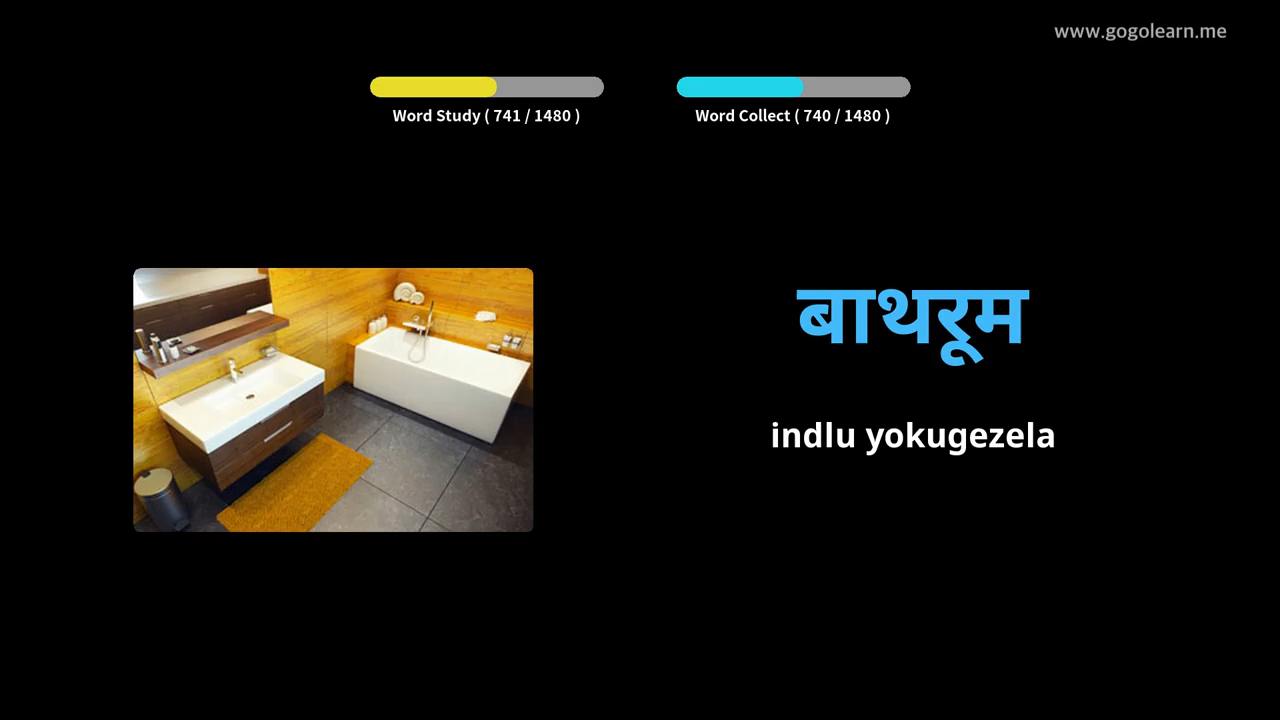 www.gogolearn.me
Word Study ( 741 / 1480 )
Word Collect ( 740 / 1480 )
बाथरूम
indlu yokugezela